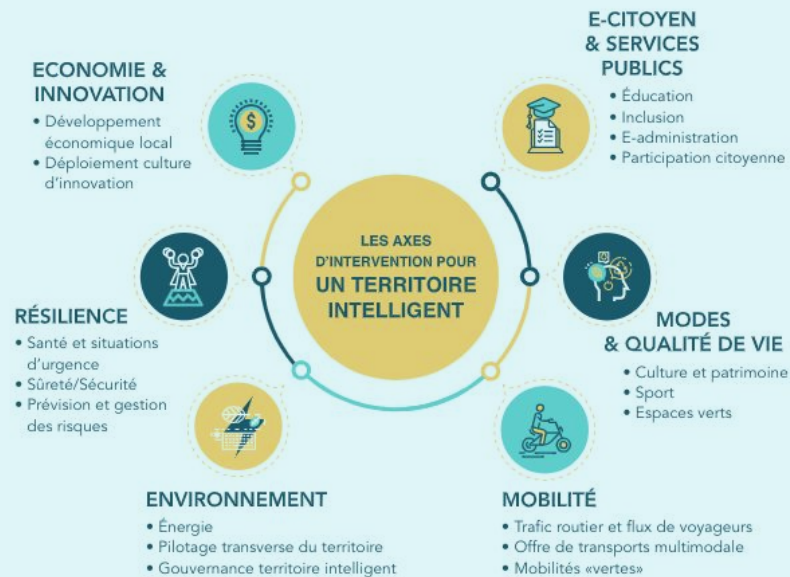 LES AXES
D'INTERVENTION POUR
UN TERRITOIRE
INTELLIGENT
ECONOMIE &
INNOVATION
• Développement
économique local
• Déploiement culture
d'innovation
E-CITOYEN
& SERVICES
PUBLICS
• Éducation
• Inclusion
• E-administration
• Participation citoyenne
RÉSILIENCE
• Santé et situations
d'urgence
• Sûreté/Sécurité
• Prévision et gestion
des risques
MODES
& QUALITÉ DE VIE
• Culture et patrimoine
• Sport
• Espaces verts
ENVIRONNEMENT
• Énergie
• Pilotage transverse du territoire
• Gouvernance territoire intelligent
MOBILITÉ
• Trafic routier et flux de voyageurs
• Offre de transports multimodale
• Mobilités «vertes»